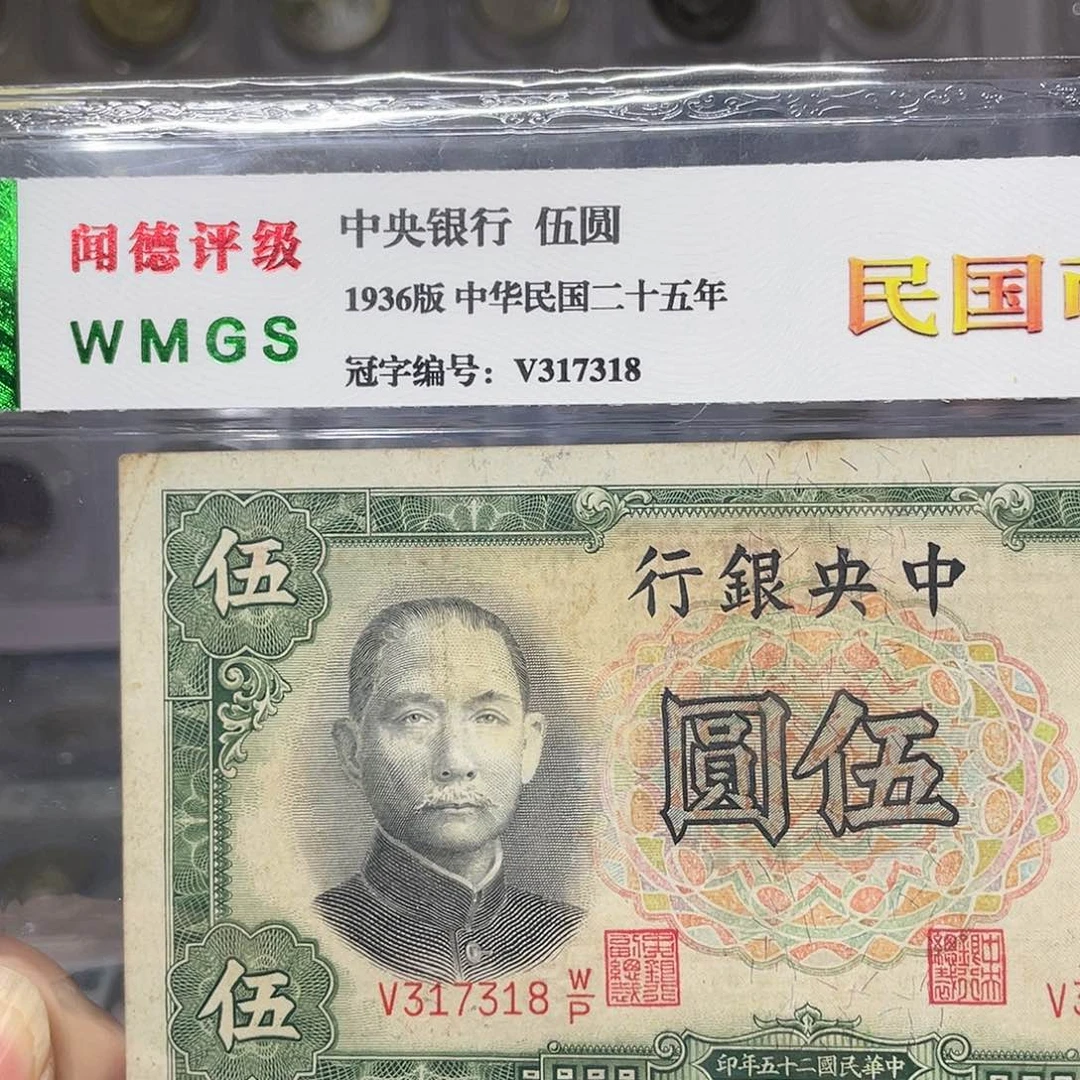 闻德评级
WMGS
中央银行 伍圆
1936版 中华民国二十五年
冠字编号：V317318
民国
伍
行銀央中
圓伍
伍
V317318 W/P
V3
印年五十二國民華中